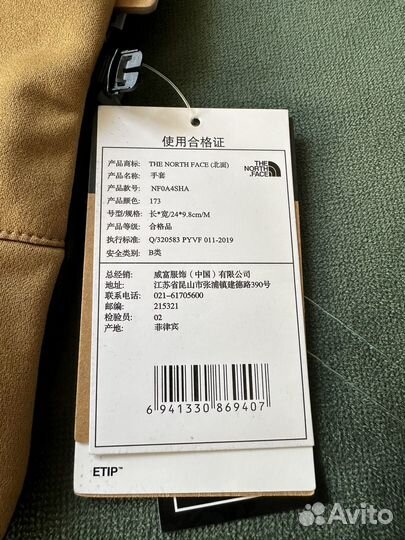 使用合格证
产品商标: THE NORTH FACE (北面)
THE NORTH FACE
产品名称: 手套
产品款号: NF0A4SHA
产品颜色: 173
号型/规格: 长*宽/24*9.8cm/M
产品等级: 合格品
执行标准: Q/320583 PYVF 011-2019
安全类别: B类
总经销: 威富服饰(中国)有限公司
地址: 江苏省昆山市张浦镇建德路390号
联系电话: 021-61705600
邮编: 215321
检验员: 02
产地: 菲律宾
6 941330 869407
ETIP™
Avito